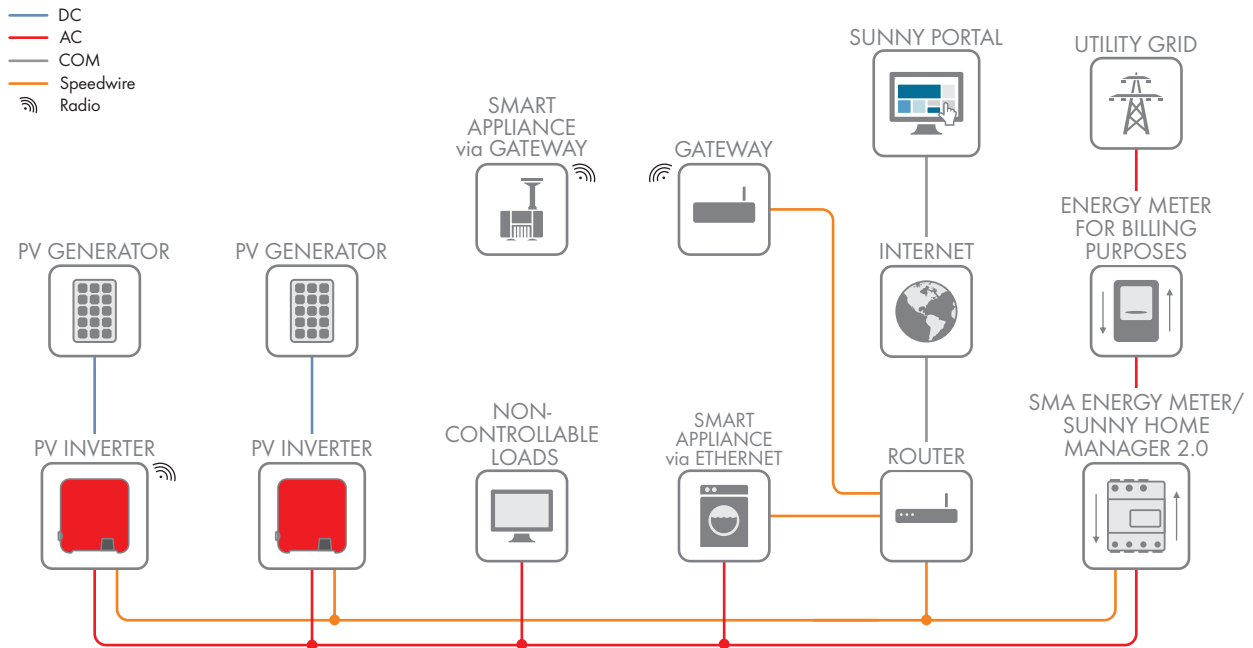 DC
AC
COM
Speedwire
Radio
SUNNY PORTAL
UTILITY GRID
SMART
APPLIANCE
via GATEWAY
GATEWAY
ENERGY METER
FOR BILLING
PURPOSES
PV GENERATOR
PV GENERATOR
INTERNET
NON-
CONTROLLABLE
LOADS
SMART
APPLIANCE
via ETHERNET
SMA ENERGY METER/
SUNNY HOME
MANAGER 2.0
PV INVERTER
PV INVERTER
ROUTER